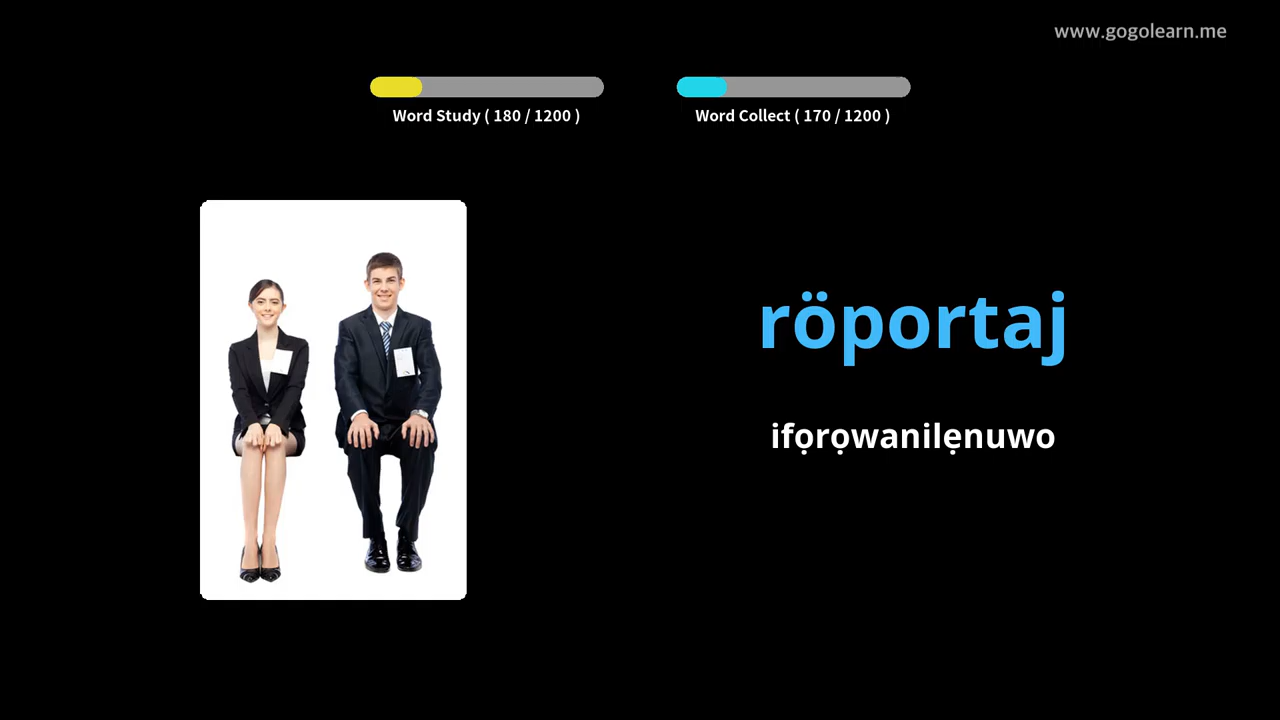 www.gogolearn.me
Word Study ( 180 / 1200 )
Word Collect ( 170 / 1200 )
röportaj
ifọrọwanilẹnuwo